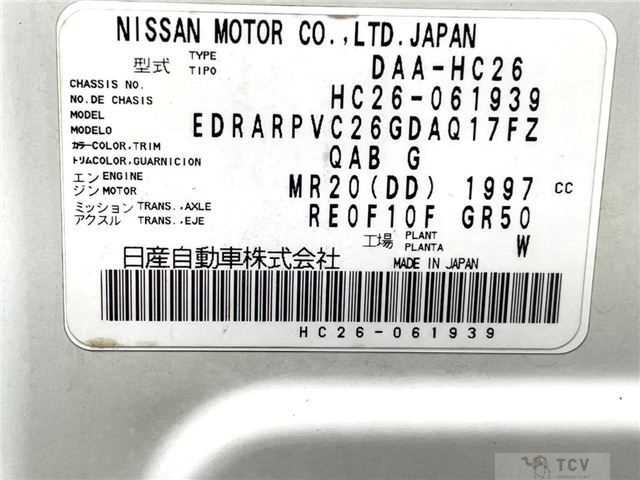 NISSAN MOTOR CO.,LTD.JAPAN
型式 TYPE TIPO DAA-HC26
CHASSIS NO. NO.DE CHASIS HC26-061939
MODEL MODELO EDRARPVC26GDAQ17FZ
カラーCOLOR,TRIM トリムCOLOR,GUARNICION QAB G
エンジン ENGINE MOTOR MR20(DD) 1997 CC
ミッション TRANS.,AXLE アクスル TRANS.,EJE RE0F10F GR50
工場 PLANT PLANTA W
日産自動車株式会社 MADE IN JAPAN
HC26-061939
TCV